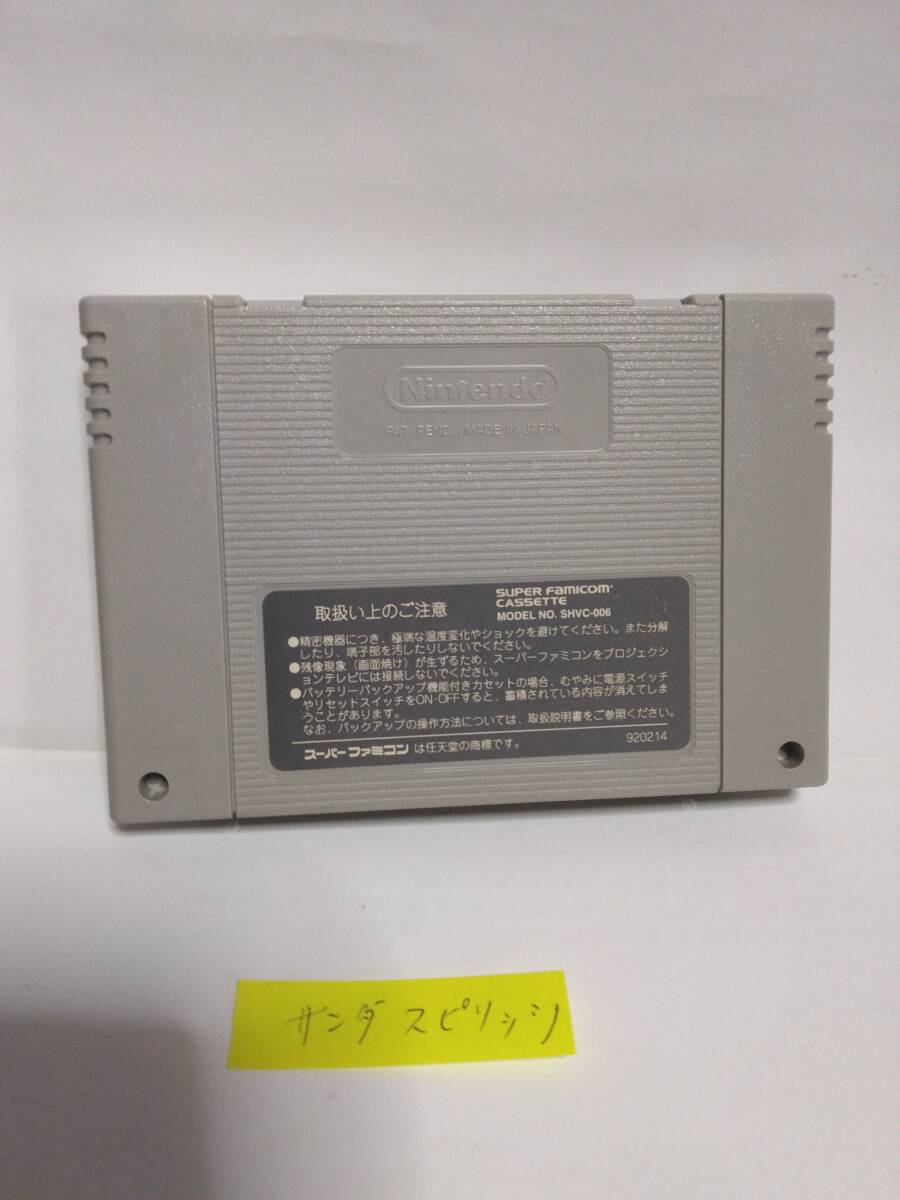 Nintendo
PAT. PEND. MADE IN JAPAN
取扱い上のご注意
SUPER FAMICOM
CASSETTE
MODEL NO. SHVC-006
●精密機器につき、極端な温度変化やショックを避けてください。また分解
したり、端子部を汚したりしないでください。
●残像現象（画面焼け）が生ずるため、スーパーファミコンをプロジェクシ
ョンテレビには接続しないでください。
●バッテリーバックアップ機能付きカセットの場合、むやみに電源スイッチ
やリセットスイッチをON・OFFすると、蓄積されている内容が消えてしま
うことがあります。
なお、バックアップの操作方法については、取扱説明書をご参照ください。
スーパーファミコン は任天堂の商標です。
920214
サンダ スピリッツ